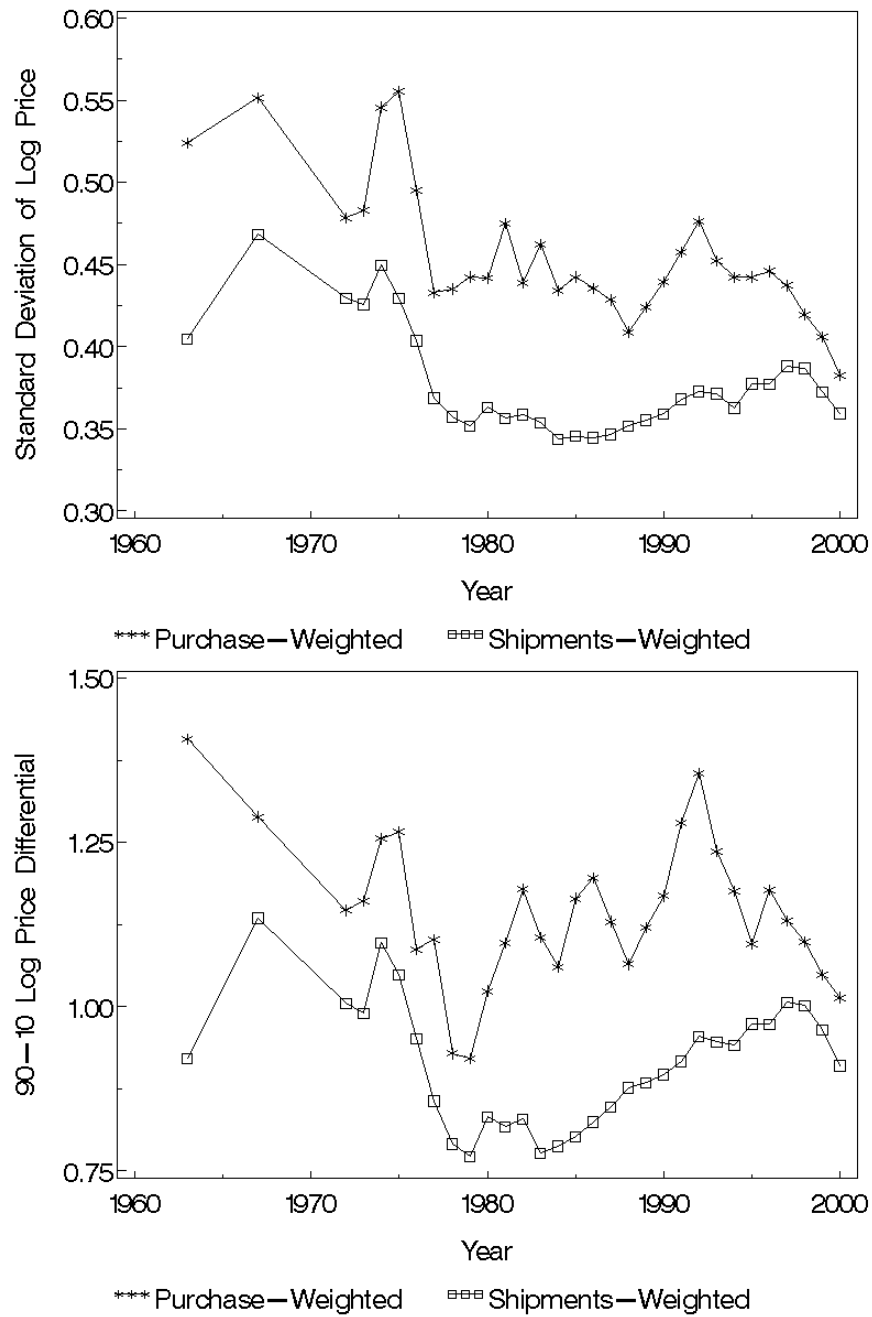 Standard Deviation of Log Price
0.60
0.55
0.50
0.45
0.40
0.35
0.30
1960 1970 1980 1990 2000
Year
*** Purchase−Weighted □□□ Shipments−Weighted
90−10 Log Price Differential
1.50
1.25
1.00
0.75
1960 1970 1980 1990 2000
Year
*** Purchase−Weighted □□□ Shipments−Weighted